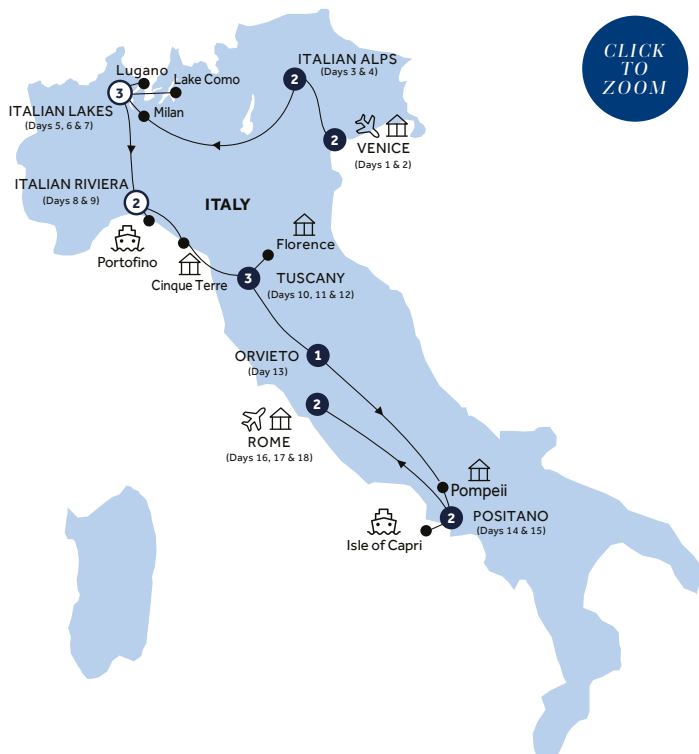 CLICK
TO
ZOOM
ITALIAN ALPS
(Days 3 & 4)
2
Lugano
Lake Como
3
ITALIAN LAKES
(Days 5, 6 & 7)
Milan
2
VENICE
(Days 1 & 2)
ITALIAN RIVIERA
(Days 8 & 9)
2
ITALY
Portofino
Florence
Cinque Terre
3
TUSCANY
(Days 10, 11 & 12)
ORVIETO
(Day 13)
1
2
ROME
(Days 16, 17 & 18)
Pompeii
2
POSITANO
(Days 14 & 15)
Isle of Capri